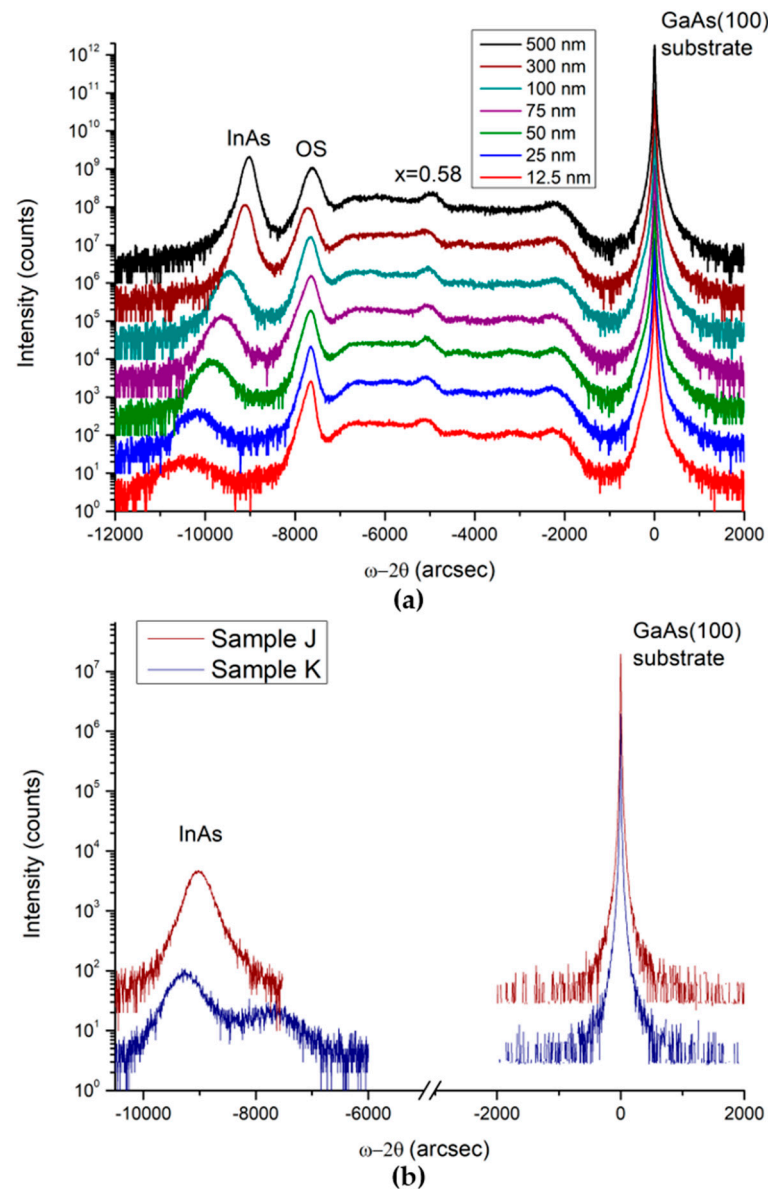 GaAs(100)
substrate
500 nm
300 nm
100 nm
75 nm
50 nm
25 nm
12.5 nm
InAs
OS
x=0.58
10^12
10^11
10^10
10^9
10^8
10^7
10^6
10^5
10^4
10^3
10^2
10^1
10^0
Intensity (counts)
-12000 -10000 -8000 -6000 -4000 -2000 0 2000
ω-2θ (arcsec)
(a)
Sample J
Sample K
GaAs(100)
substrate
InAs
10^7
10^6
10^5
10^4
10^3
10^2
10^1
10^0
Intensity (counts)
-10000 -8000 -6000 -2000 0 2000
ω-2θ (arcsec)
(b)